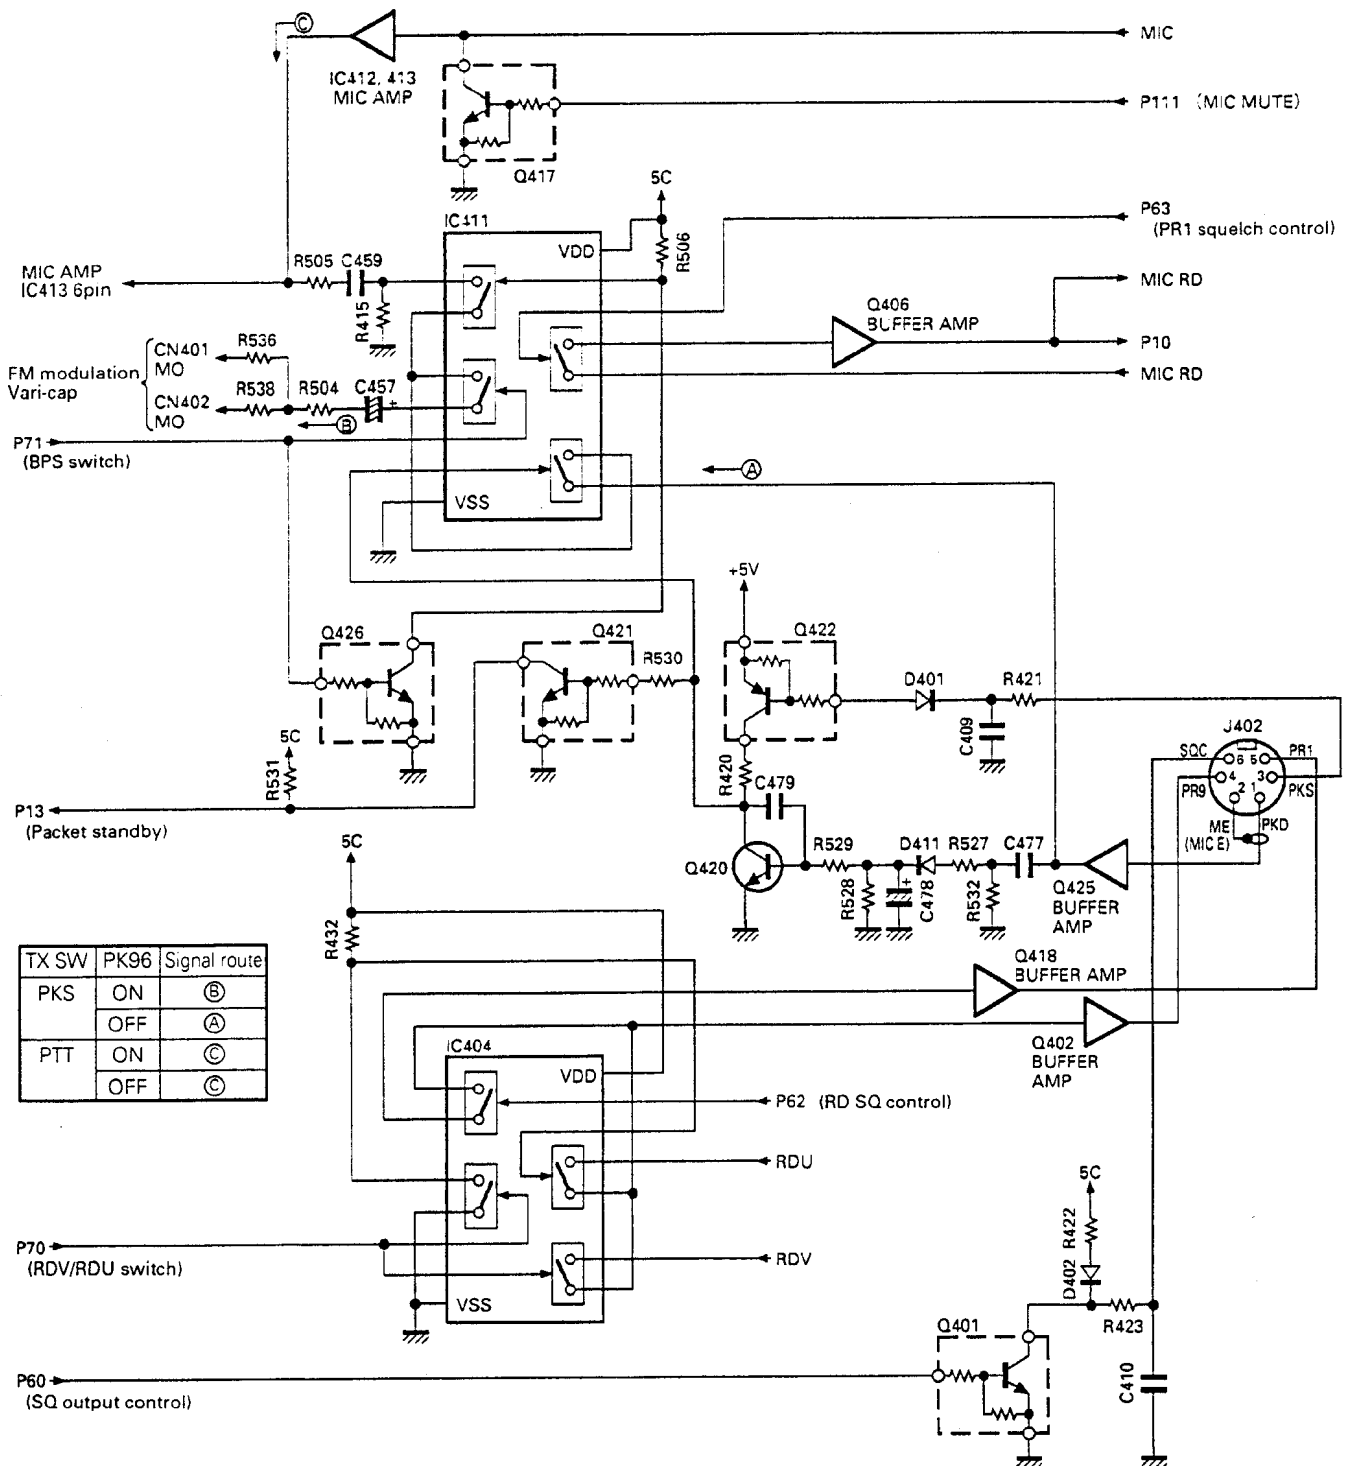 Ⓒ
MIC
IC412, 413
MIC AMP
P111 (MIC MUTE)
Q417
5C
IC411
P63
(PR1 squelch control)
VDD
R506
R505 C459
MIC AMP
IC413 6pin
R415
MIC RD
Q406
BUFFER AMP
P10
R536
CN401
MO
FM modulation
Vari-cap
R538 R504 C457
+
CN402
MO
MIC RD
Ⓑ
P71
(BPS switch)
Ⓐ
VSS
+5V
Q426
Q421
R530
Q422
D401
R421
C409
J402
SQC 6 5 PR1
PR9 4 3 PKS
2 1
ME
(MIC E)
PKD
5C
R531
R420
C479
P13
(Packet standby)
5C
Q420
R529
D411 R527 C477
R528
+
C478
R532
Q425
BUFFER
AMP
R432
TX SW PK96 Signal route
PKS ON Ⓑ
OFF Ⓐ
PTT ON Ⓒ
OFF Ⓒ
Q418
BUFFER AMP
Q402
BUFFER
AMP
IC404
VDD
P62 (RD SQ control)
RDU
P70
(RDV/RDU switch)
RDV
VSS
5C
R422
D402
R423
Q401
C410
P60
(SQ output control)